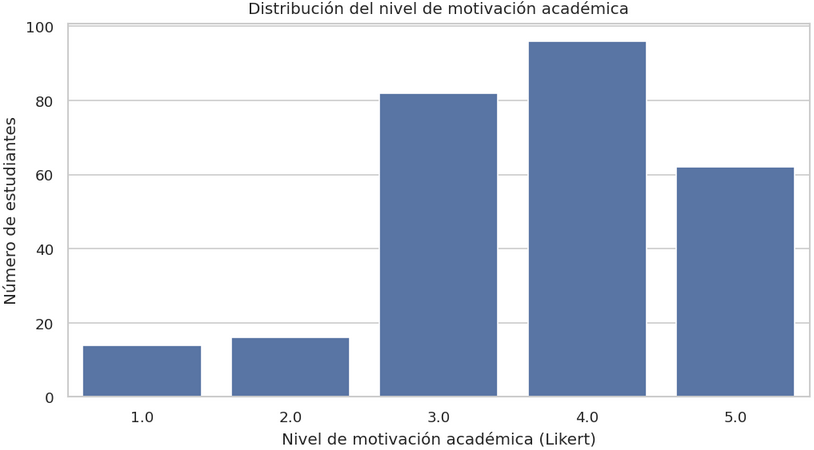 Distribución del nivel de motivación académica
Número de estudiantes
100
80
60
40
20
0
1.0 2.0 3.0 4.0 5.0
Nivel de motivación académica (Likert)